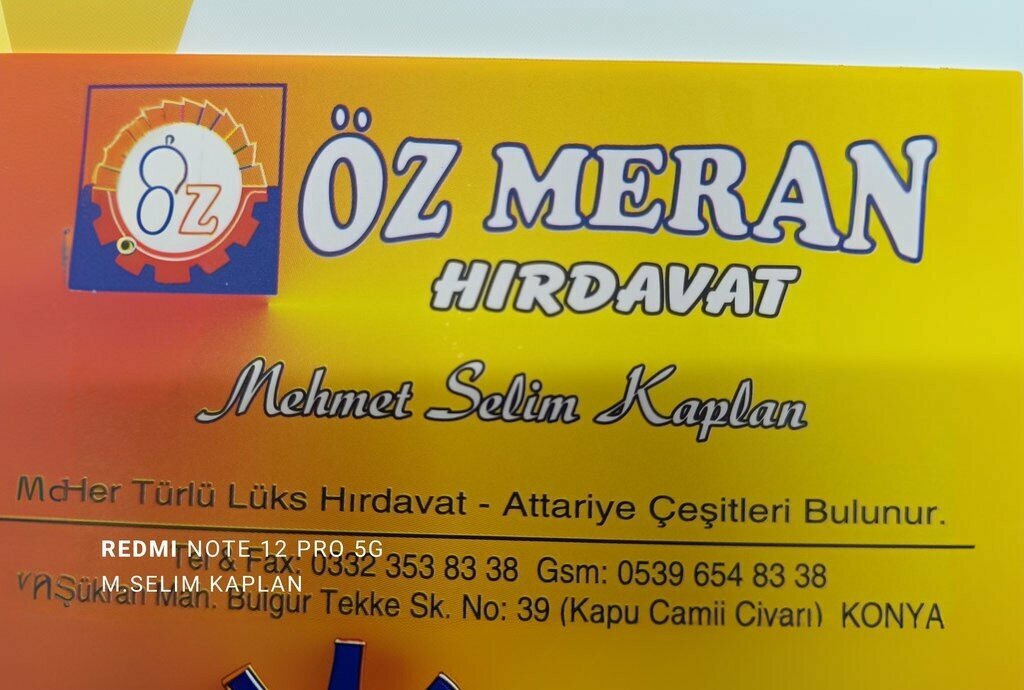 Öz
ÖZ MERAN
HIRDAVAT
Mehmet Selim Kaplan
Her Türlü Lüks Hırdavat - Attariye Çeşitleri Bulunur.
REDMI NOTE 12 PRO 5G
Tel & Fax: 0332 353 83 38 Gsm: 0539 654 83 38
M.SELIM KAPLAN
Şükran Mah. Bulgur Tekke Sk. No: 39 (Kapu Camii Civarı) KONYA